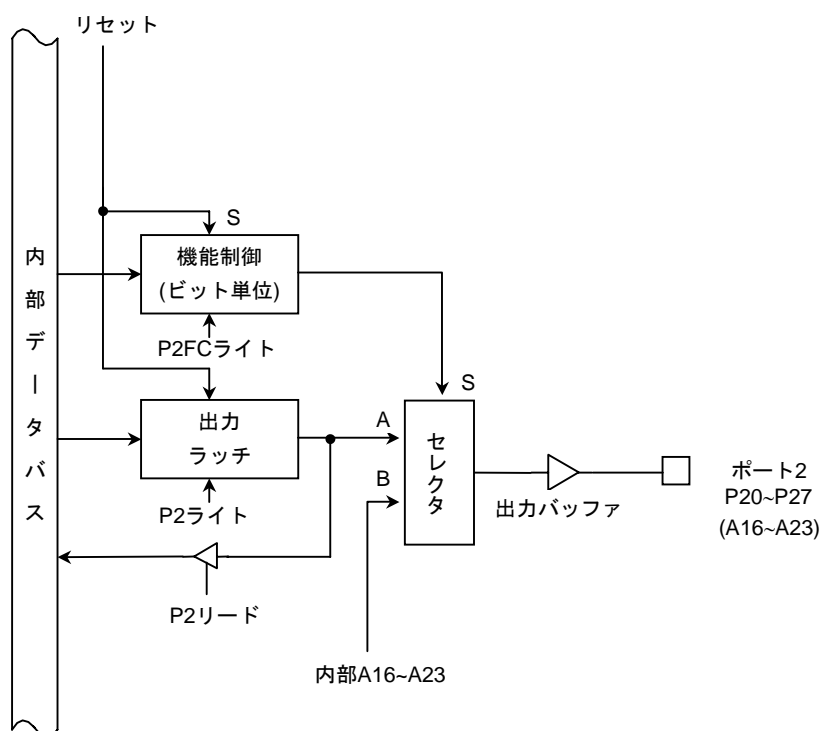 リセット
内部データバス
S
機能制御
(ビット単位)
P2FCライト
出力
ラッチ
P2ライト
P2リード
A
B
S
セレクタ
内部A16~A23
出力バッファ
ポート2
P20~P27
(A16~A23)